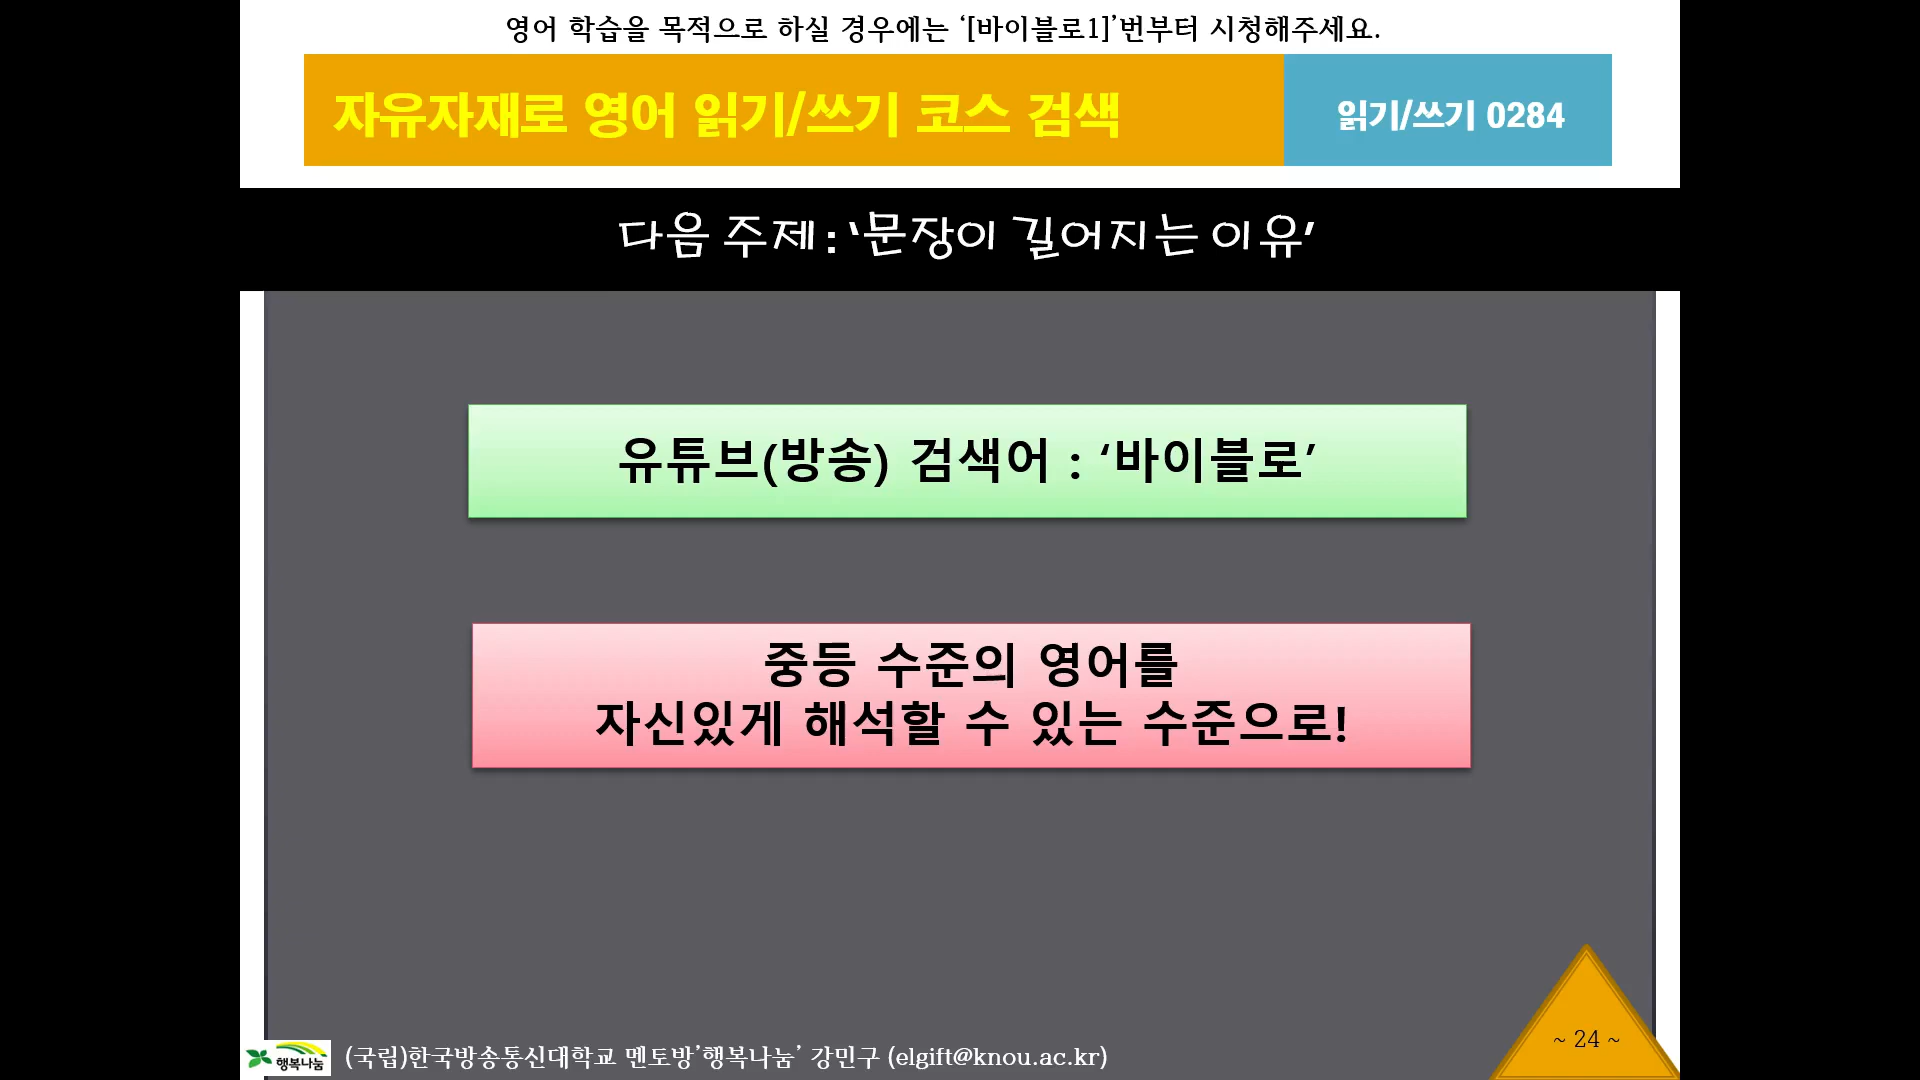 영어 학습을 목적으로 하실 경우에는 ‘[바이블로1]’번부터 시청해주세요.
자유자재로 영어 읽기/쓰기 코스 검색
읽기/쓰기 0284
다음 주제 : ‘문장이 길어지는 이유’
유튜브(방송) 검색어 : ‘바이블로’
중등 수준의 영어를
자신있게 해석할 수 있는 수준으로!
~ 24 ~
행복나눔
(국립)한국방송통신대학교 멘토방’행복나눔’ 강민구 (elgift@knou.ac.kr)